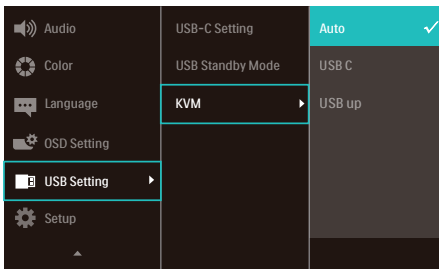 Audio
Color
Language
OSD Setting
USB Setting
Setup
USB-C Setting
USB Standby Mode
KVM
Auto
USB C
USB up